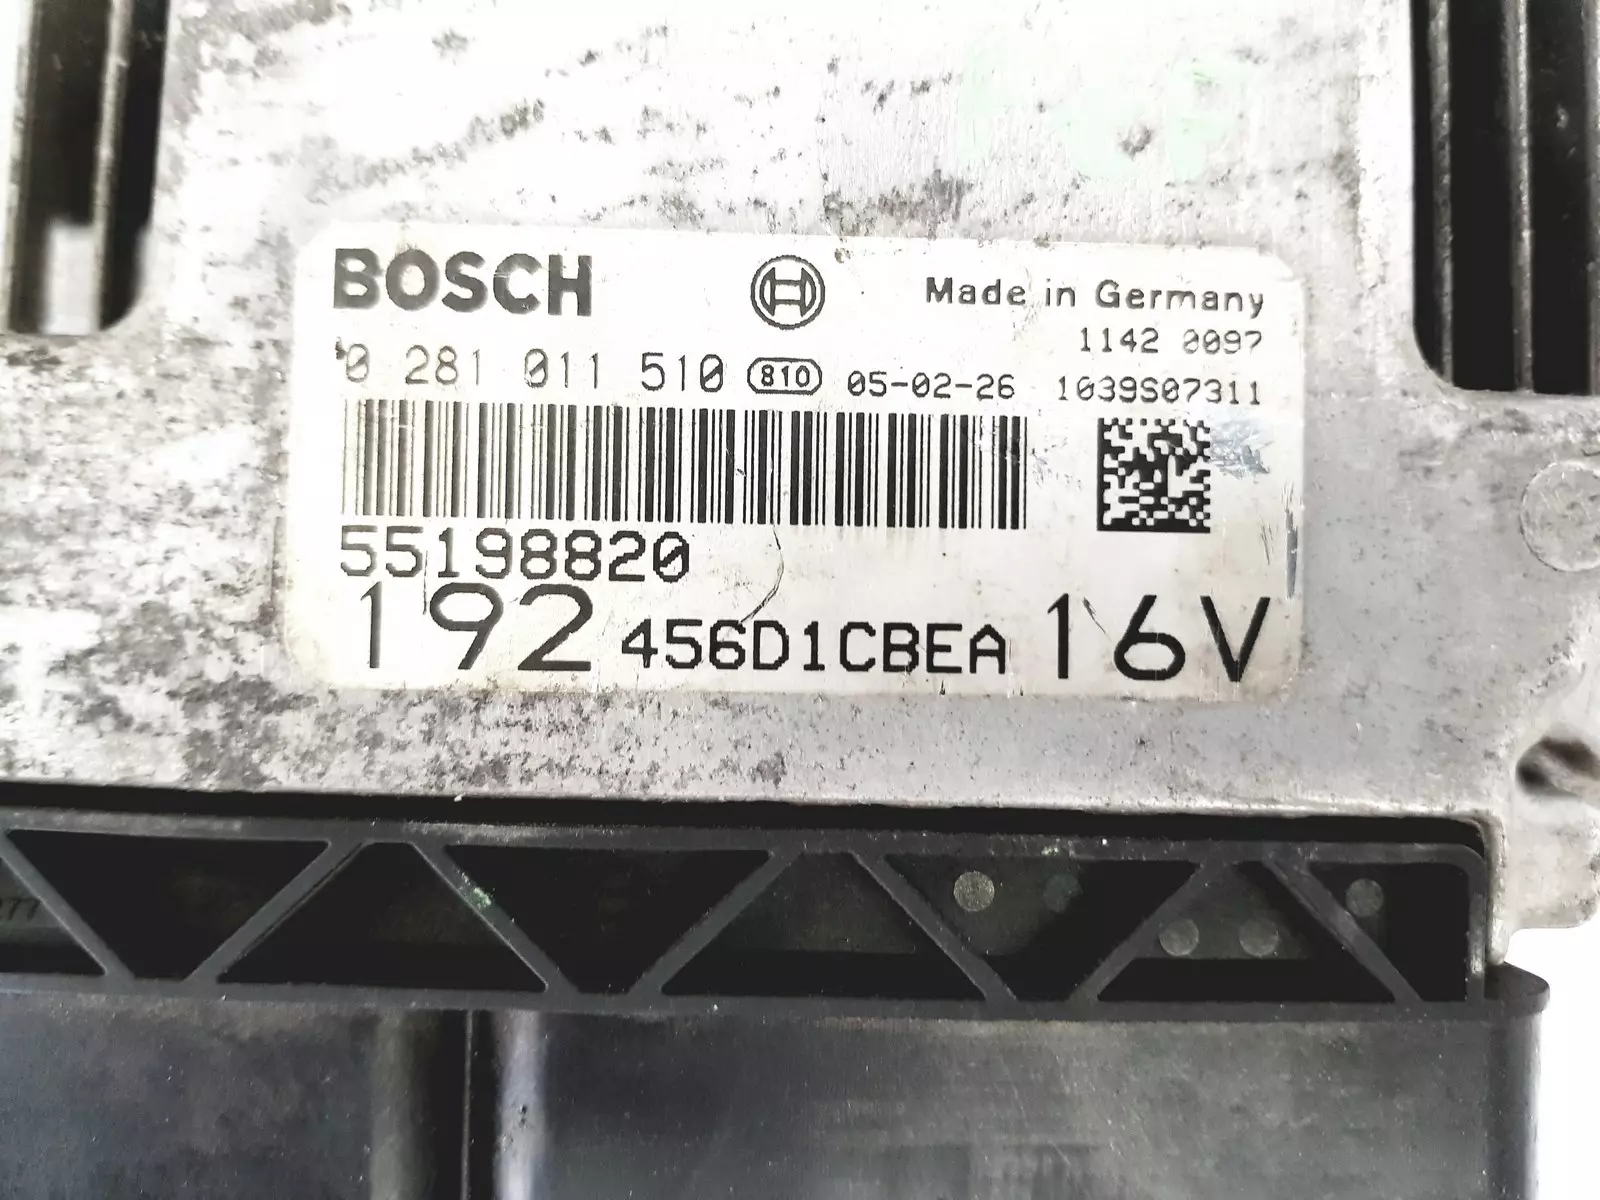 BOSCH
Made in Germany
1142 0097
0 281 011 510 810 05-02-26 1039S07311
55198820
192 456D1CBEA 16V